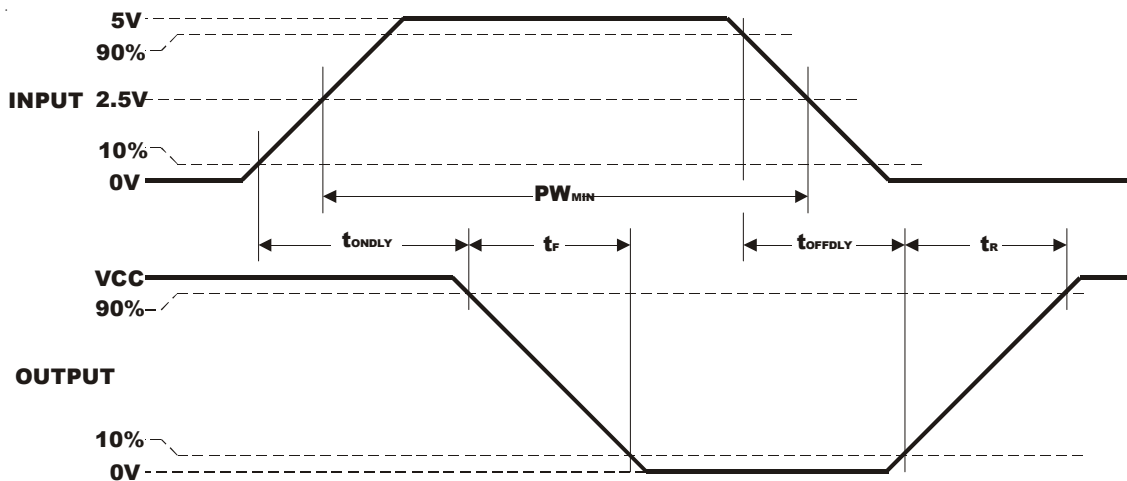 5V
90%
INPUT 2.5V
10%
0V
PWMIN
tONDLY tF tOFFDLY tR
VCC
90%
OUTPUT
10%
0V